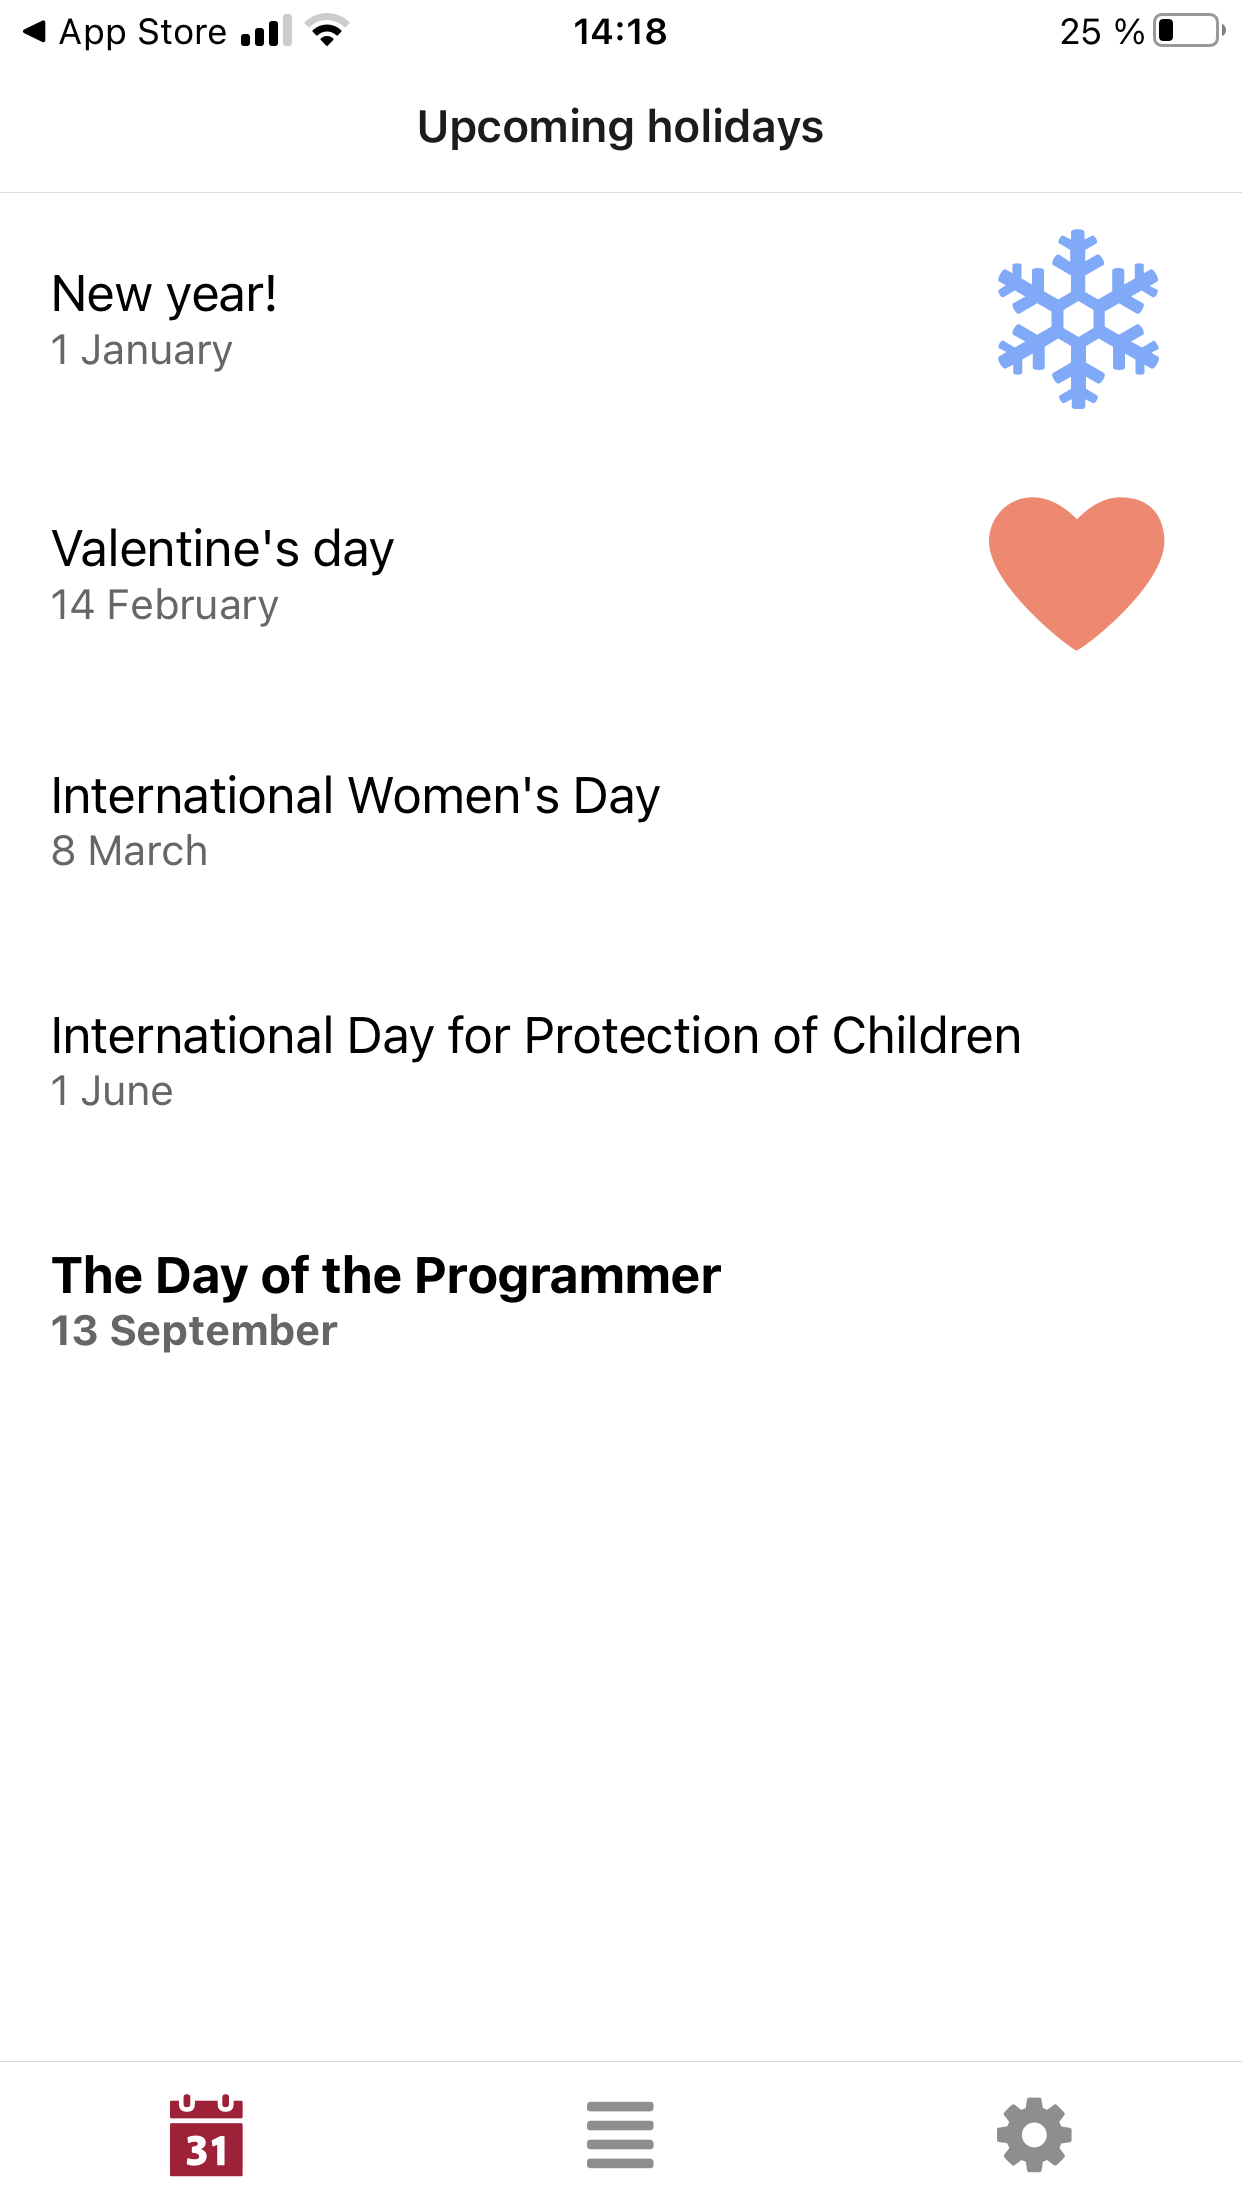 App Store 14:18 25 %
Upcoming holidays
New year!
1 January
Valentine's day
14 February
International Women's Day
8 March
International Day for Protection of Children
1 June
The Day of the Programmer
13 September
31